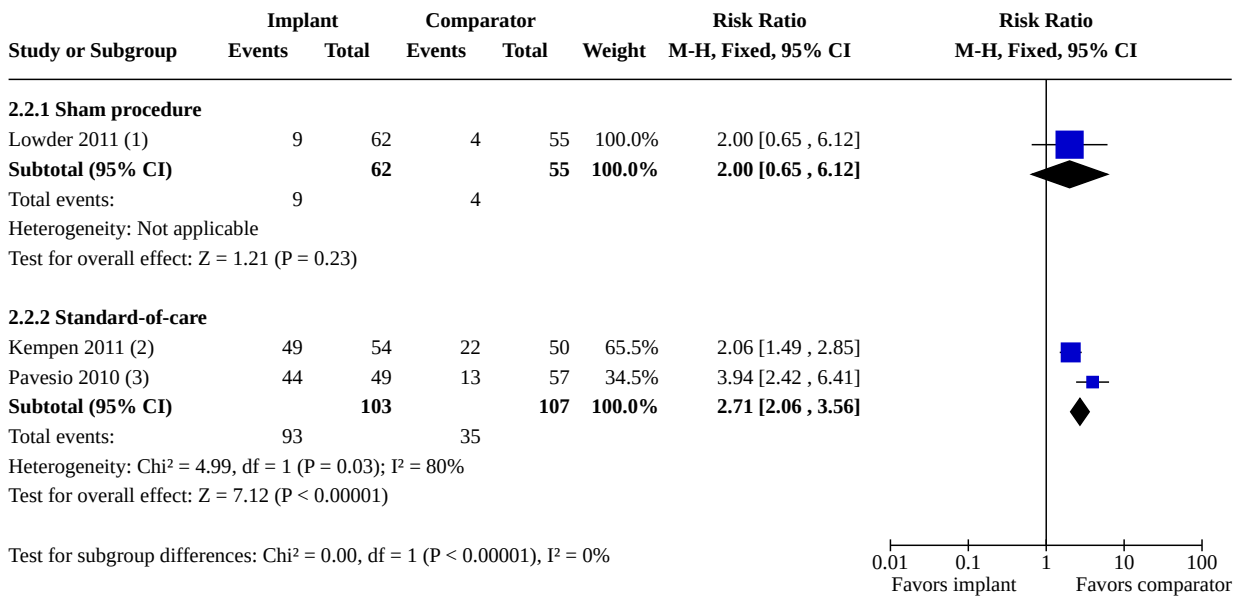 Implant Comparator Risk Ratio Risk Ratio
Study or Subgroup Events Total Events Total Weight M-H, Fixed, 95% CI M-H, Fixed, 95% CI
2.2.1 Sham procedure
Lowder 2011 (1) 9 62 4 55 100.0% 2.00 [0.65 , 6.12]
Subtotal (95% CI) 62 55 100.0% 2.00 [0.65 , 6.12]
Total events: 9 4
Heterogeneity: Not applicable
Test for overall effect: Z = 1.21 (P = 0.23)
2.2.2 Standard-of-care
Kempen 2011 (2) 49 54 22 50 65.5% 2.06 [1.49 , 2.85]
Pavesio 2010 (3) 44 49 13 57 34.5% 3.94 [2.42 , 6.41]
Subtotal (95% CI) 103 107 100.0% 2.71 [2.06 , 3.56]
Total events: 93 35
Heterogeneity: Chi² = 4.99, df = 1 (P = 0.03); I² = 80%
Test for overall effect: Z = 7.12 (P < 0.00001)
Test for subgroup differences: Chi² = 0.00, df = 1 (P < 0.00001), I² = 0%
0.01 0.1 1 10 100
Favors implant Favors comparator